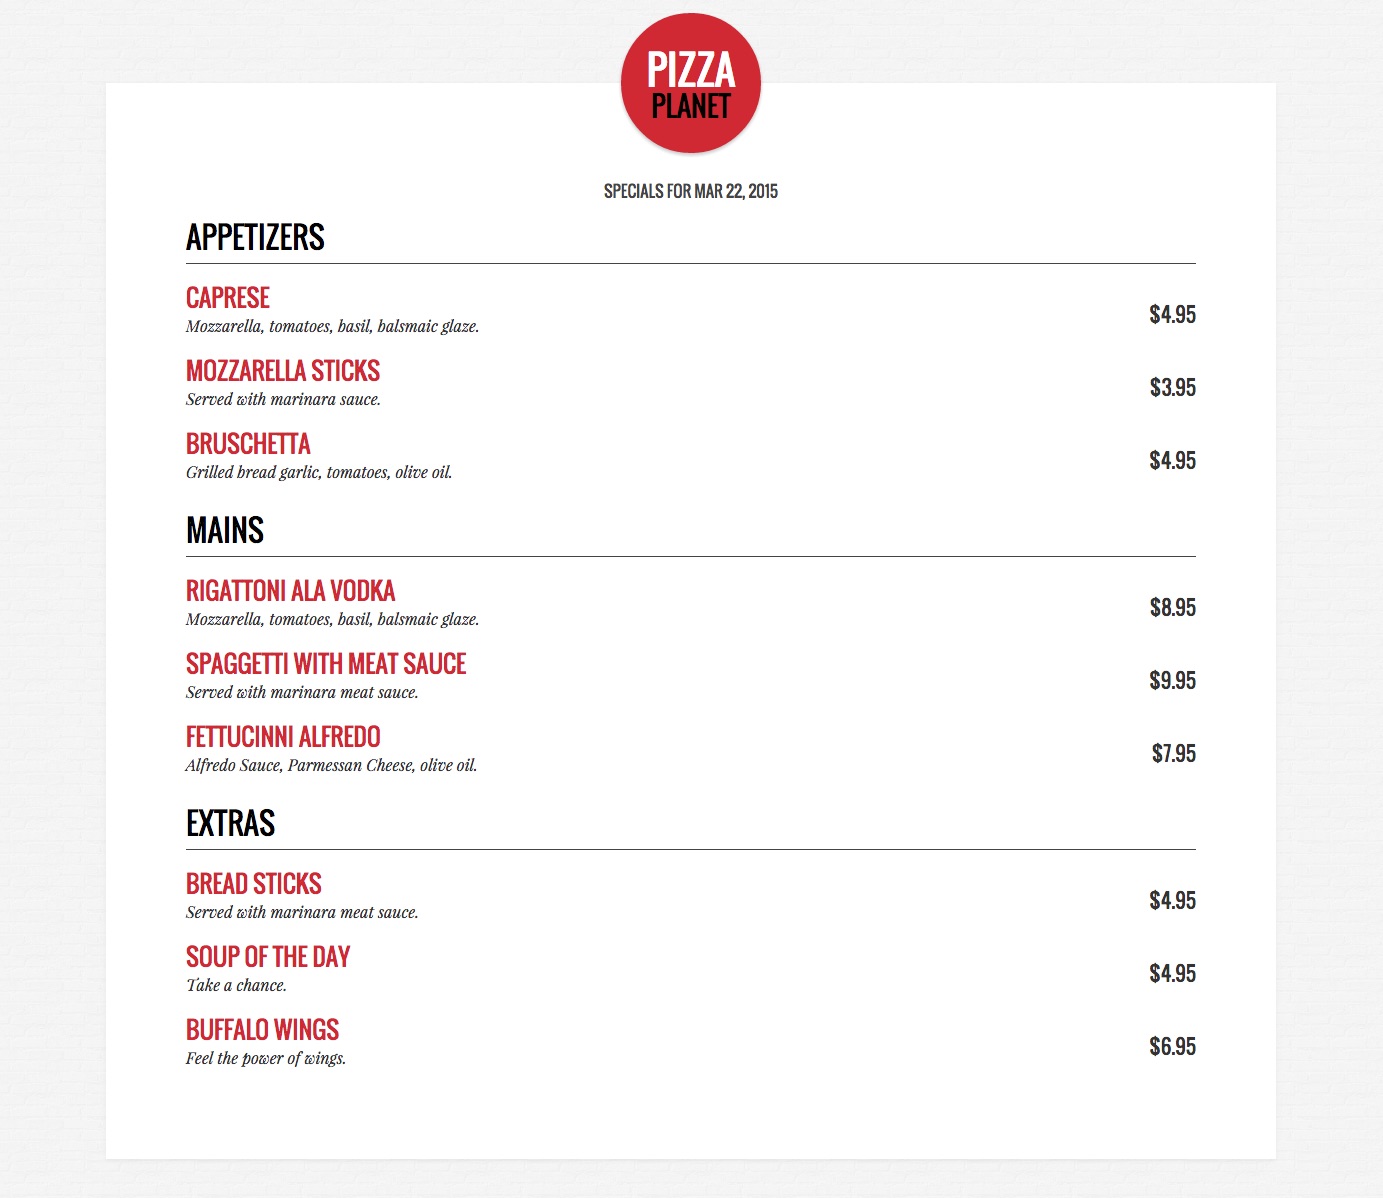 PIZZA
PLANET
SPECIALS FOR MAR 22, 2015
APPETIZERS
CAPRESE
Mozzarella, tomatoes, basil, balsmaic glaze.
$4.95
MOZZARELLA STICKS
Served with marinara sauce.
$3.95
BRUSCHETTA
Grilled bread garlic, tomatoes, olive oil.
$4.95
MAINS
RIGATTONI ALA VODKA
Mozzarella, tomatoes, basil, balsmaic glaze.
$8.95
SPAGGETTI WITH MEAT SAUCE
Served with marinara meat sauce.
$9.95
FETTUCINNI ALFREDO
Alfredo Sauce, Parmessan Cheese, olive oil.
$7.95
EXTRAS
BREAD STICKS
Served with marinara meat sauce.
$4.95
SOUP OF THE DAY
Take a chance.
$4.95
BUFFALO WINGS
Feel the power of wings.
$6.95